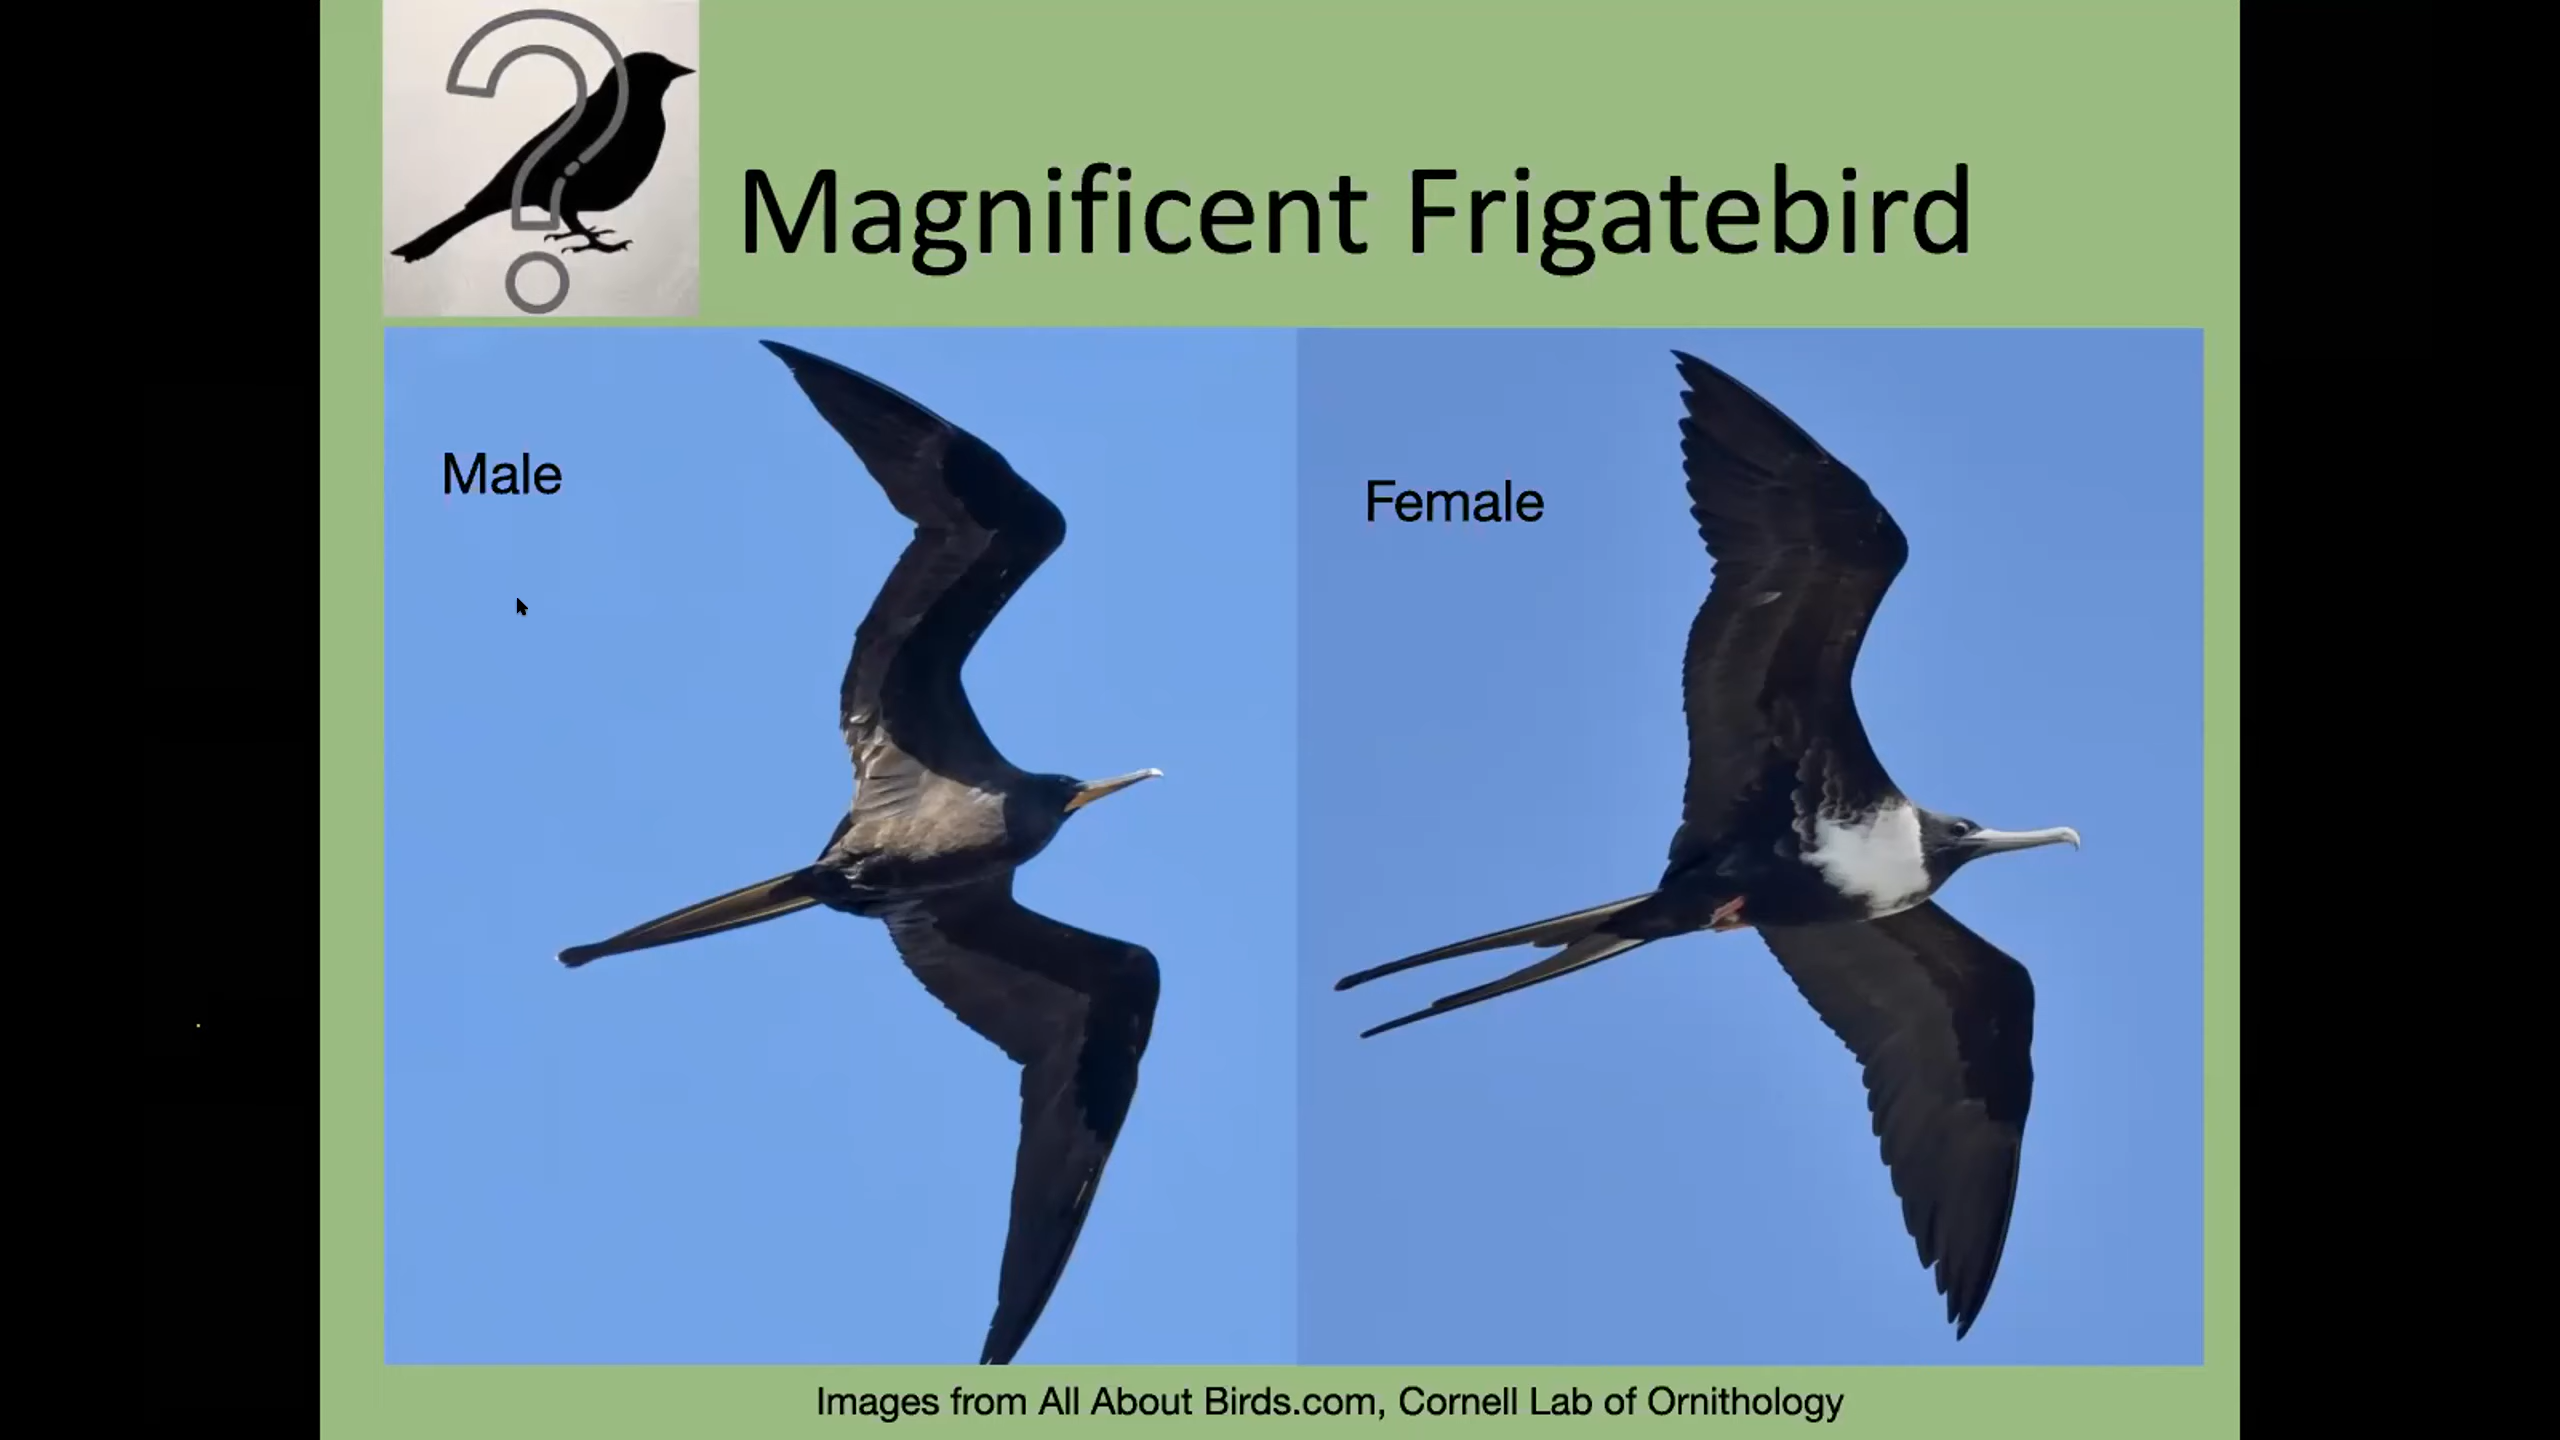 Magnificent Frigatebird
Male
Female
Images from All About Birds.com, Cornell Lab of Ornithology